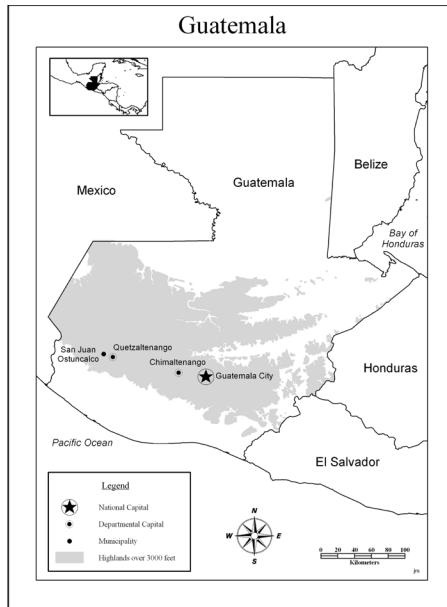 Guatemala
Belize
Mexico
Guatemala
Bay of
Honduras
San Juan
Ostuncalco
Quetzaltenango
Chimaltenango
Guatemala City
Honduras
Pacific Ocean
El Salvador
Legend
National Capital
Departmental Capital
Municipality
Highlands over 3000 feet
N
W
E
S
0 20 40 60 80 100
Kilometers